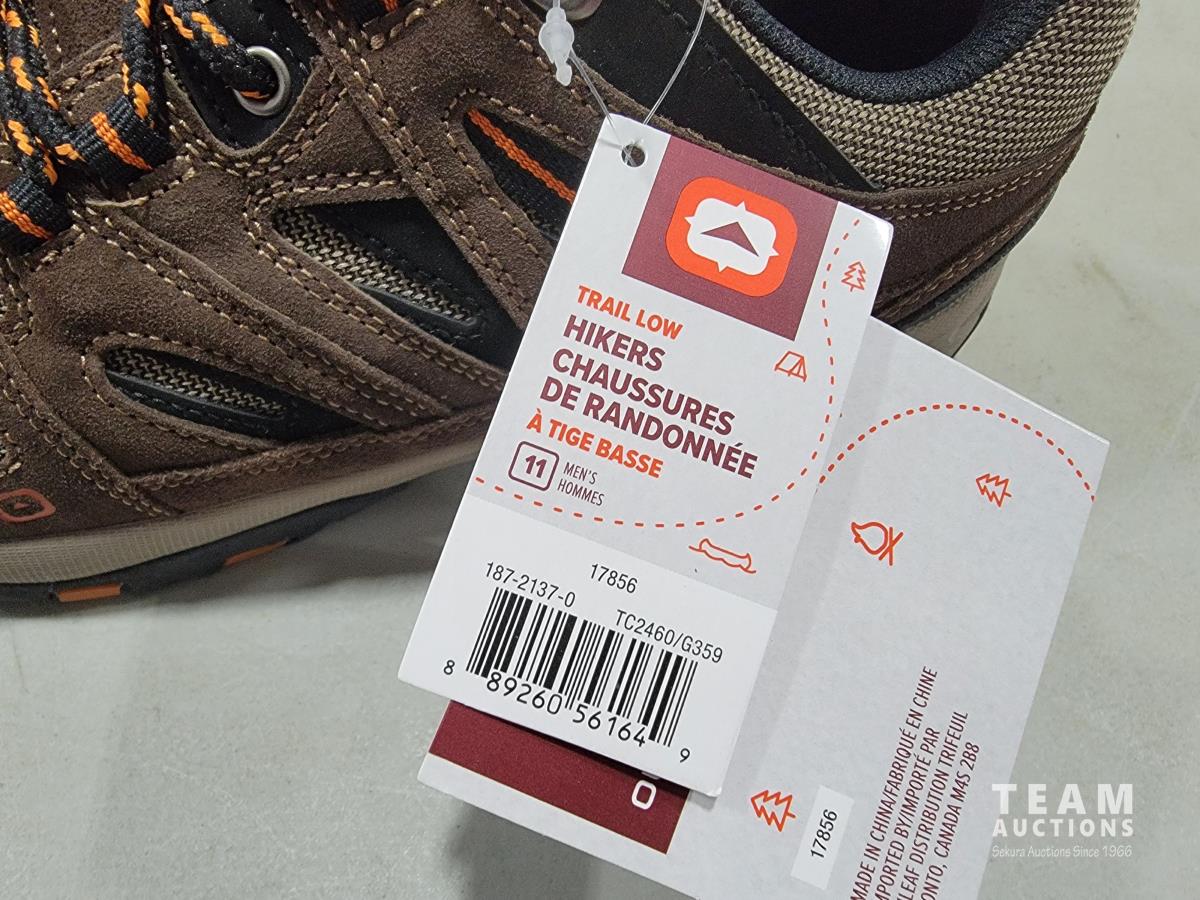 TRAIL LOW
HIKERS
CHAUSSURES
DE RANDONNÉE
À TIGE BASSE
11 MEN'S
HOMMES
187-2137-0 17856
TC2460/G359
8 89260 56164 9
17856
MADE IN CHINA/FABRIQUÉ EN CHINE
MPORTED BY/IMPORTÉ PAR
LEAF DISTRIBUTION TRIFEUIL
ONTO, CANADA M4S 2B8
TEAM
AUCTIONS
Sekura Auctions Since 1966